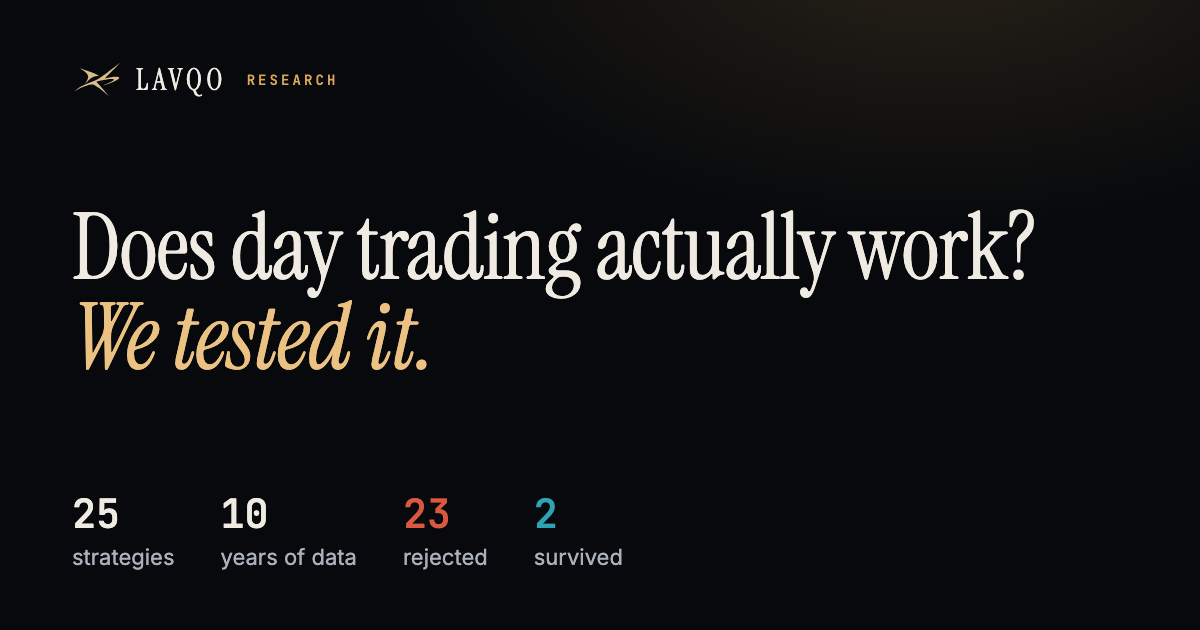 LAVQO RESEARCH
Does day trading actually work?
We tested it.
25 10 23 2
strategies years of data rejected survived